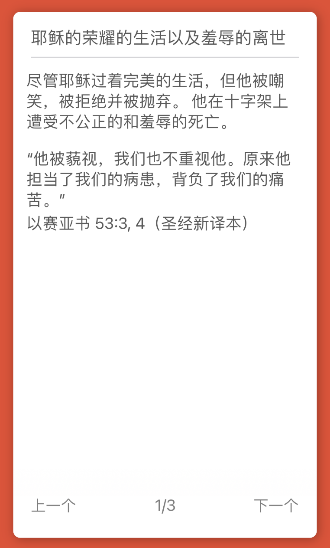 耶稣的荣耀的生活以及羞辱的离世
尽管耶稣过着完美的生活，但他被嘲
笑，被拒绝并被抛弃。 他在十字架上
遭受不公正的和羞辱的死亡。
“他被藐视，我们也不重视他。原来他
担当了我们的病患，背负了我们的痛
苦。”
以赛亚书 53:3, 4（圣经新译本）
上一个
1/3
下一个